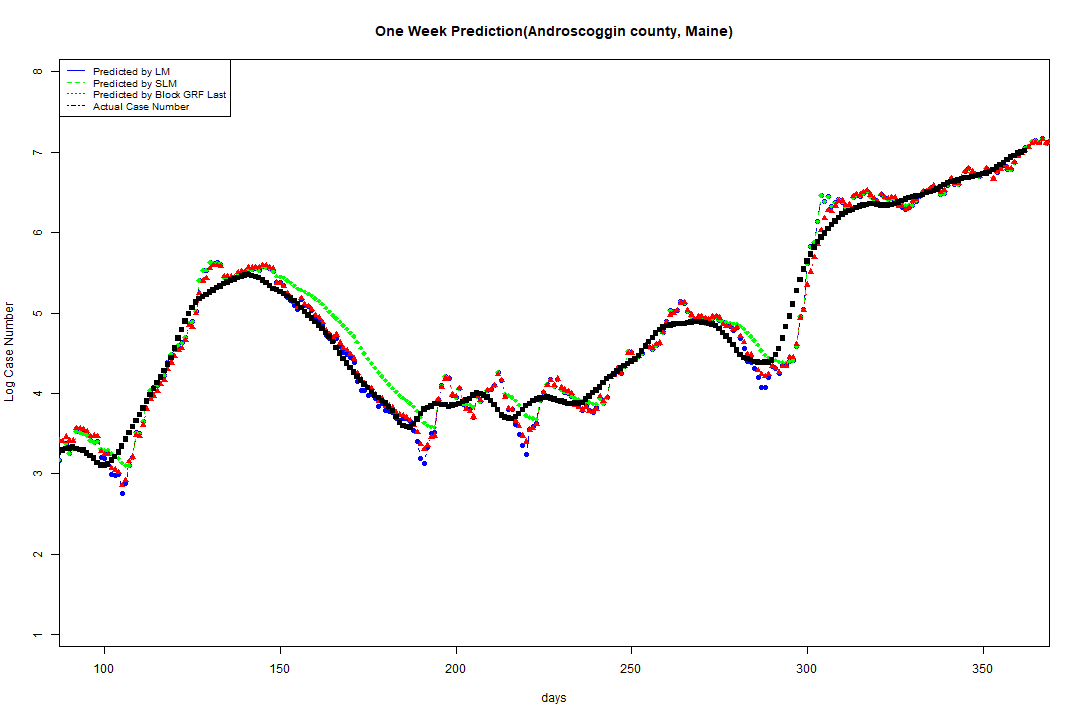 One Week Prediction(Androscoggin county, Maine)
Predicted by LM
Predicted by SLM
Predicted by Block GRF Last
Actual Case Number
8
7
6
5
4
3
2
1
Log Case Number
100 150 200 250 300 350
days